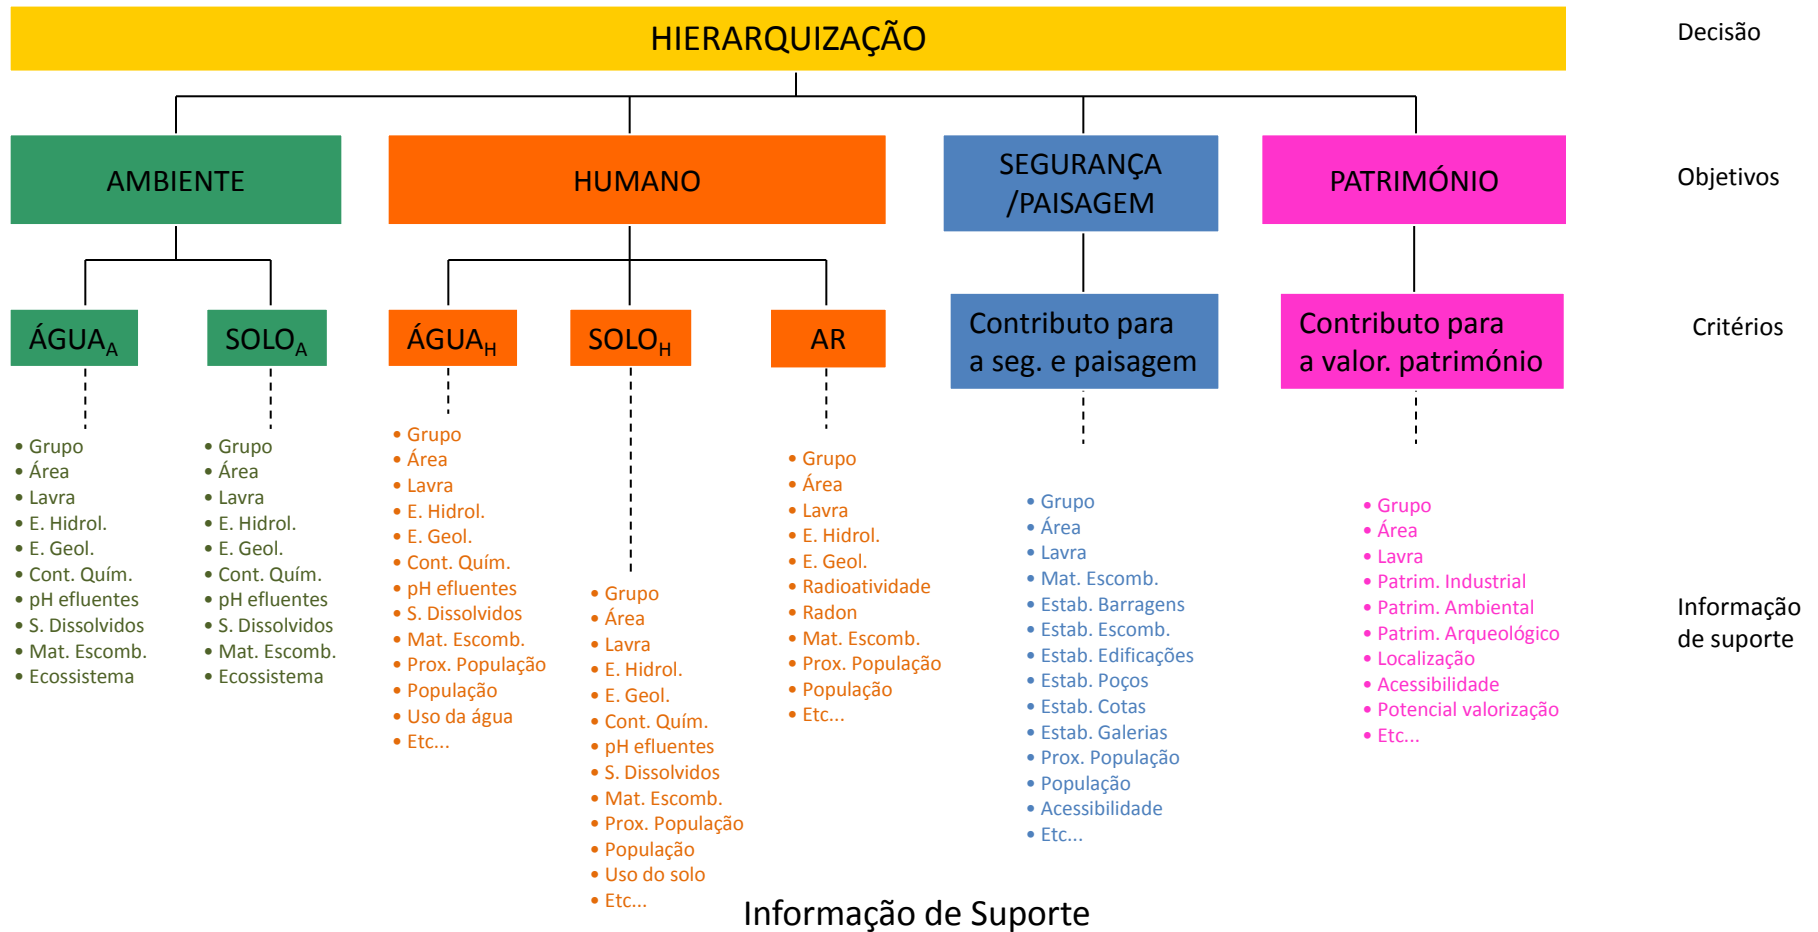 HIERARQUIZAÇÃO
Decisão
AMBIENTE
HUMANO
SEGURANÇA
/PAISAGEM
PATRIMÓNIO
Objetivos
ÁGUA_A
SOLO_A
ÁGUA_H
SOLO_H
AR
Contributo para
a seg. e paisagem
Contributo para
a valor. património
Critérios
• Grupo
• Área
• Lavra
• E. Hidrol.
• E. Geol.
• Cont. Quím.
• pH efluentes
• S. Dissolvidos
• Mat. Escomb.
• Ecossistema
• Grupo
• Área
• Lavra
• E. Hidrol.
• E. Geol.
• Cont. Quím.
• pH efluentes
• S. Dissolvidos
• Mat. Escomb.
• Ecossistema
• Grupo
• Área
• Lavra
• E. Hidrol.
• E. Geol.
• Cont. Quím.
• pH efluentes
• S. Dissolvidos
• Mat. Escomb.
• Prox. População
• População
• Uso da água
• Etc...
• Grupo
• Área
• Lavra
• E. Hidrol.
• E. Geol.
• Cont. Quím.
• pH efluentes
• S. Dissolvidos
• Mat. Escomb.
• Prox. População
• População
• Uso do solo
• Etc...
• Grupo
• Área
• Lavra
• E. Hidrol.
• E. Geol.
• Radioatividade
• Radon
• Mat. Escomb.
• Prox. População
• População
• Etc...
• Grupo
• Área
• Lavra
• Mat. Escomb.
• Estab. Barragens
• Estab. Escomb.
• Estab. Edificações
• Estab. Poços
• Estab. Cotas
• Estab. Galerias
• Prox. População
• População
• Acessibilidade
• Etc...
• Grupo
• Área
• Lavra
• Patrim. Industrial
• Patrim. Ambiental
• Patrim. Arqueológico
• Localização
• Acessibilidade
• Potencial valorização
• Etc...
Informação
de suporte
Informação de Suporte